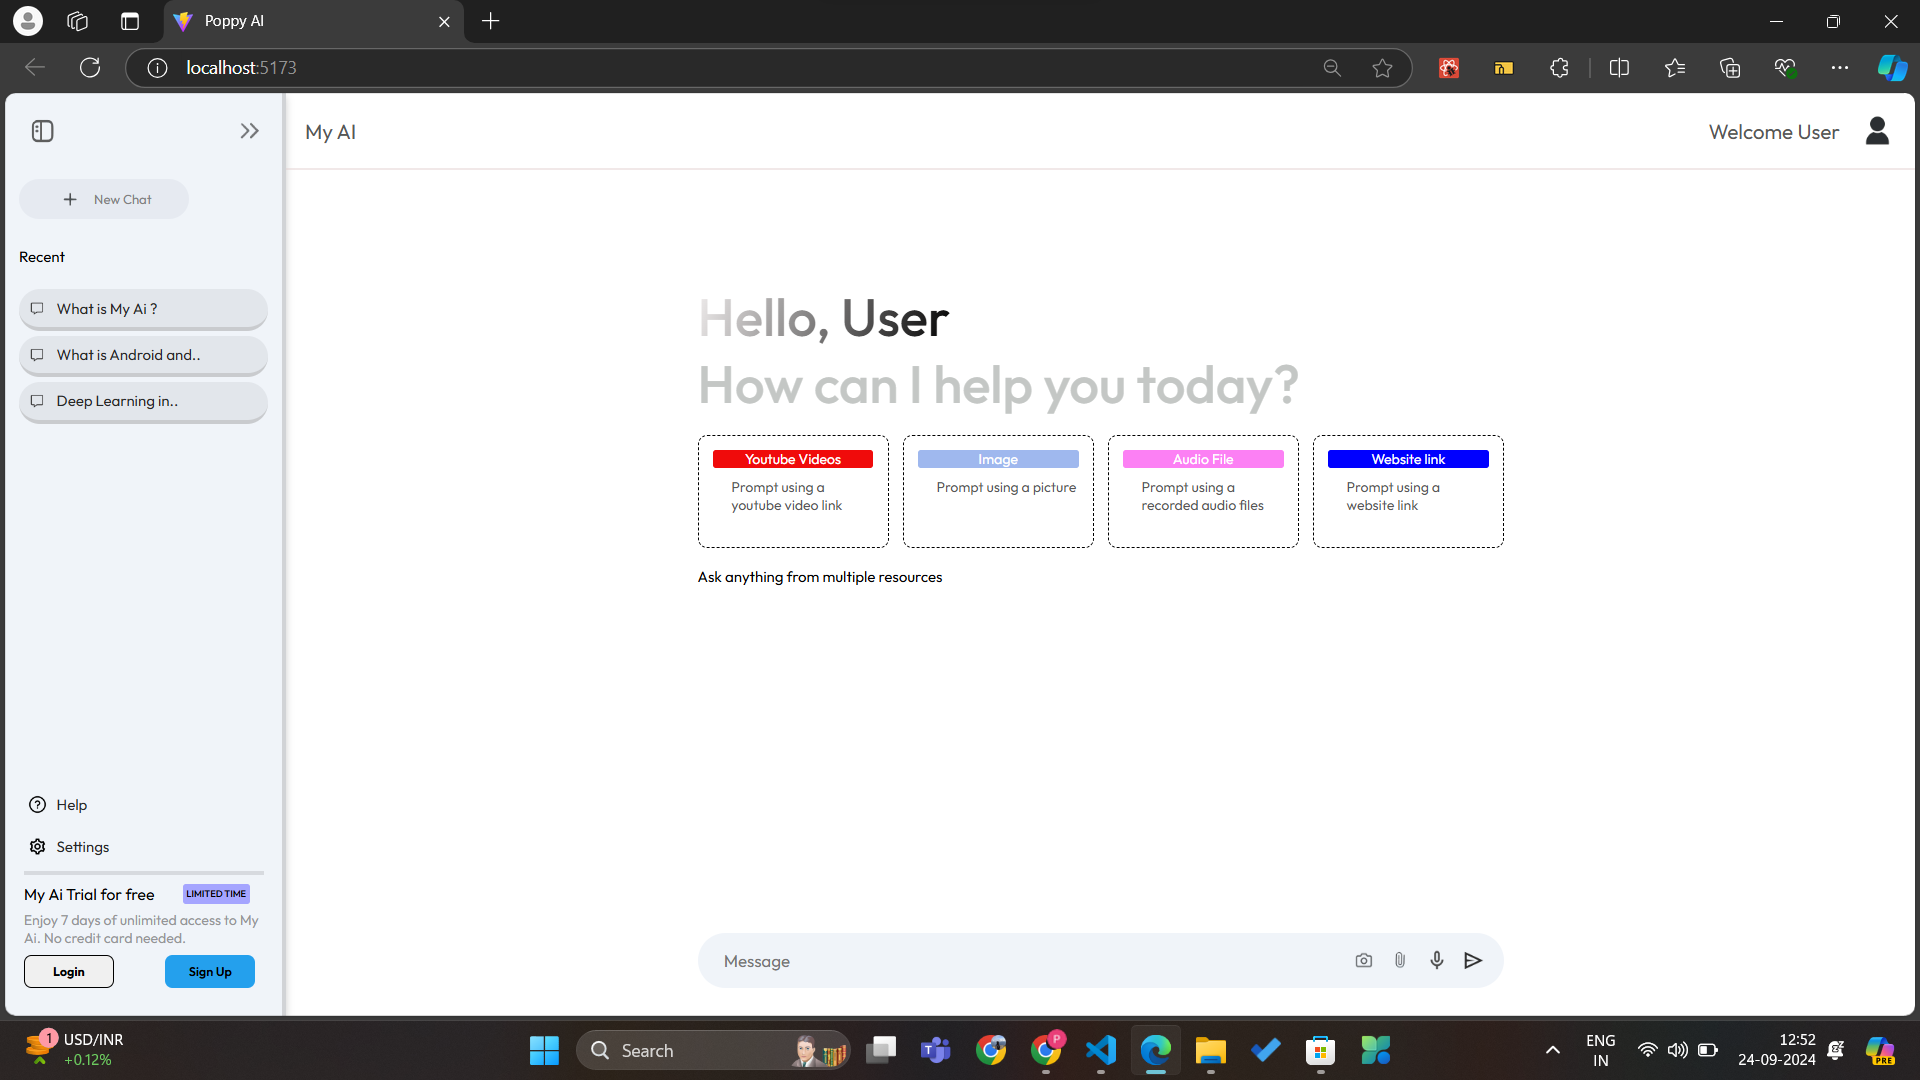 Poppy AI
localhost:5173
My AI
Welcome User
New Chat
Recent
What is My Ai ?
What is Android and..
Deep Learning in..
Help
Settings
My Ai Trial for free
LIMITED TIME
Enjoy 7 days of unlimited access to My
Ai. No credit card needed.
Login
Sign Up
Hello, User
How can I help you today?
Youtube Videos
Prompt using a
youtube video link
Image
Prompt using a picture
Audio File
Prompt using a
recorded audio files
Website link
Prompt using a
website link
Ask anything from multiple resources
Message
1
USD/INR
+0.12%
Search
T
P
ENG
IN
12:52
24-09-2024
PRE